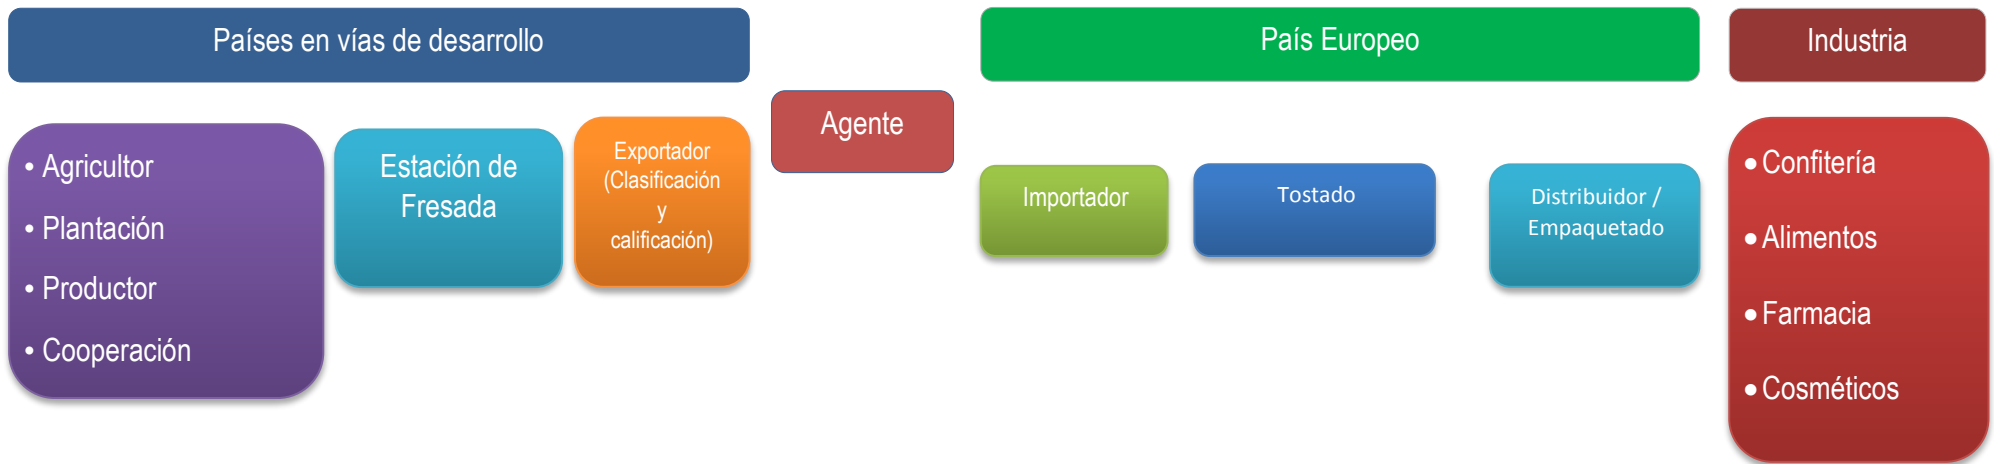 Países en vías de desarrollo
País Europeo
Industria
Agente
• Agricultor
• Plantación
• Productor
• Cooperación
Estación de
Fresada
Exportador
(Clasificación
y
calificación)
Importador
Tostado
Distribuidor /
Empaquetado
• Confitería
• Alimentos
• Farmacia
• Cosméticos